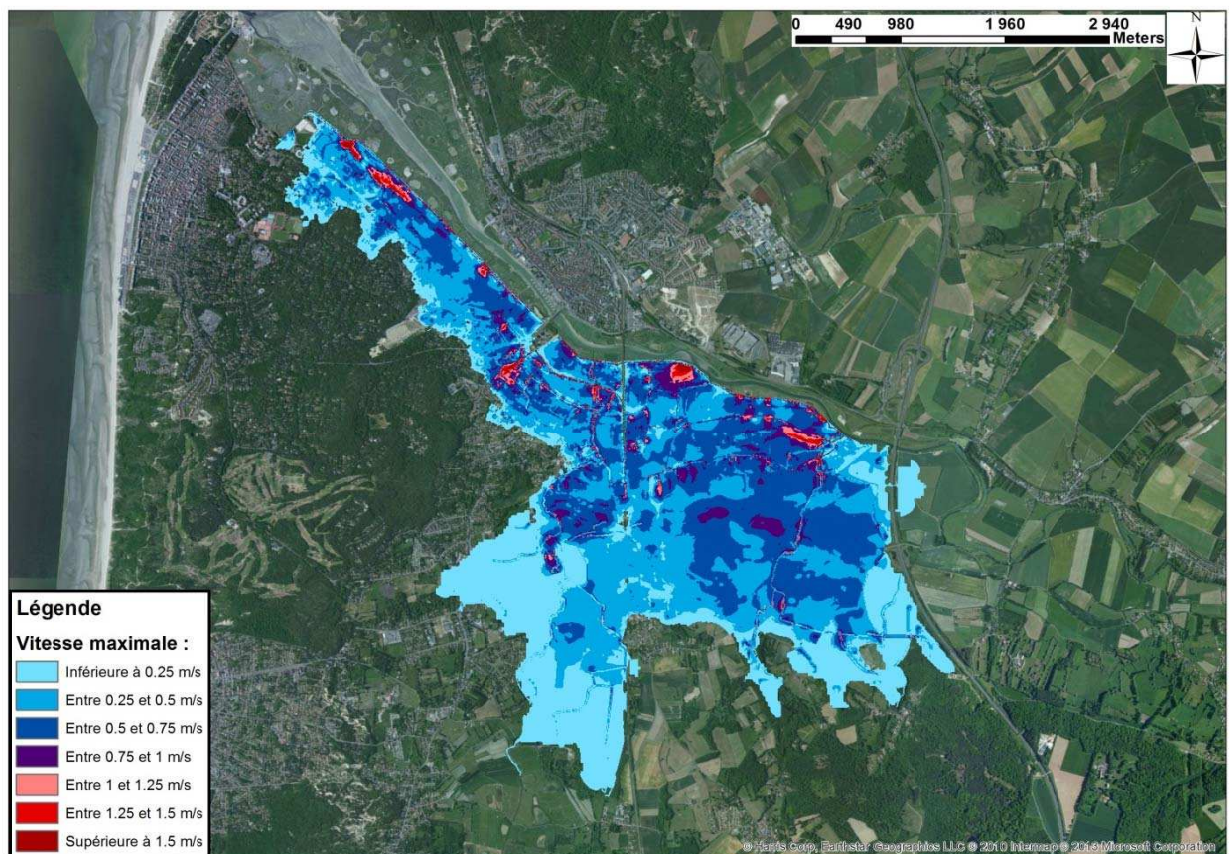 0 490 980 1 960 2 940
Meters
N
Légende
Vitesse maximale :
Inférieure à 0.25 m/s
Entre 0.25 et 0.5 m/s
Entre 0.5 et 0.75 m/s
Entre 0.75 et 1 m/s
Entre 1 et 1.25 m/s
Entre 1.25 et 1.5 m/s
Supérieure à 1.5 m/s
© Harris Corp, Earthstar Geographics LLC © 2010 Intermap © 2013 Microsoft Corporation